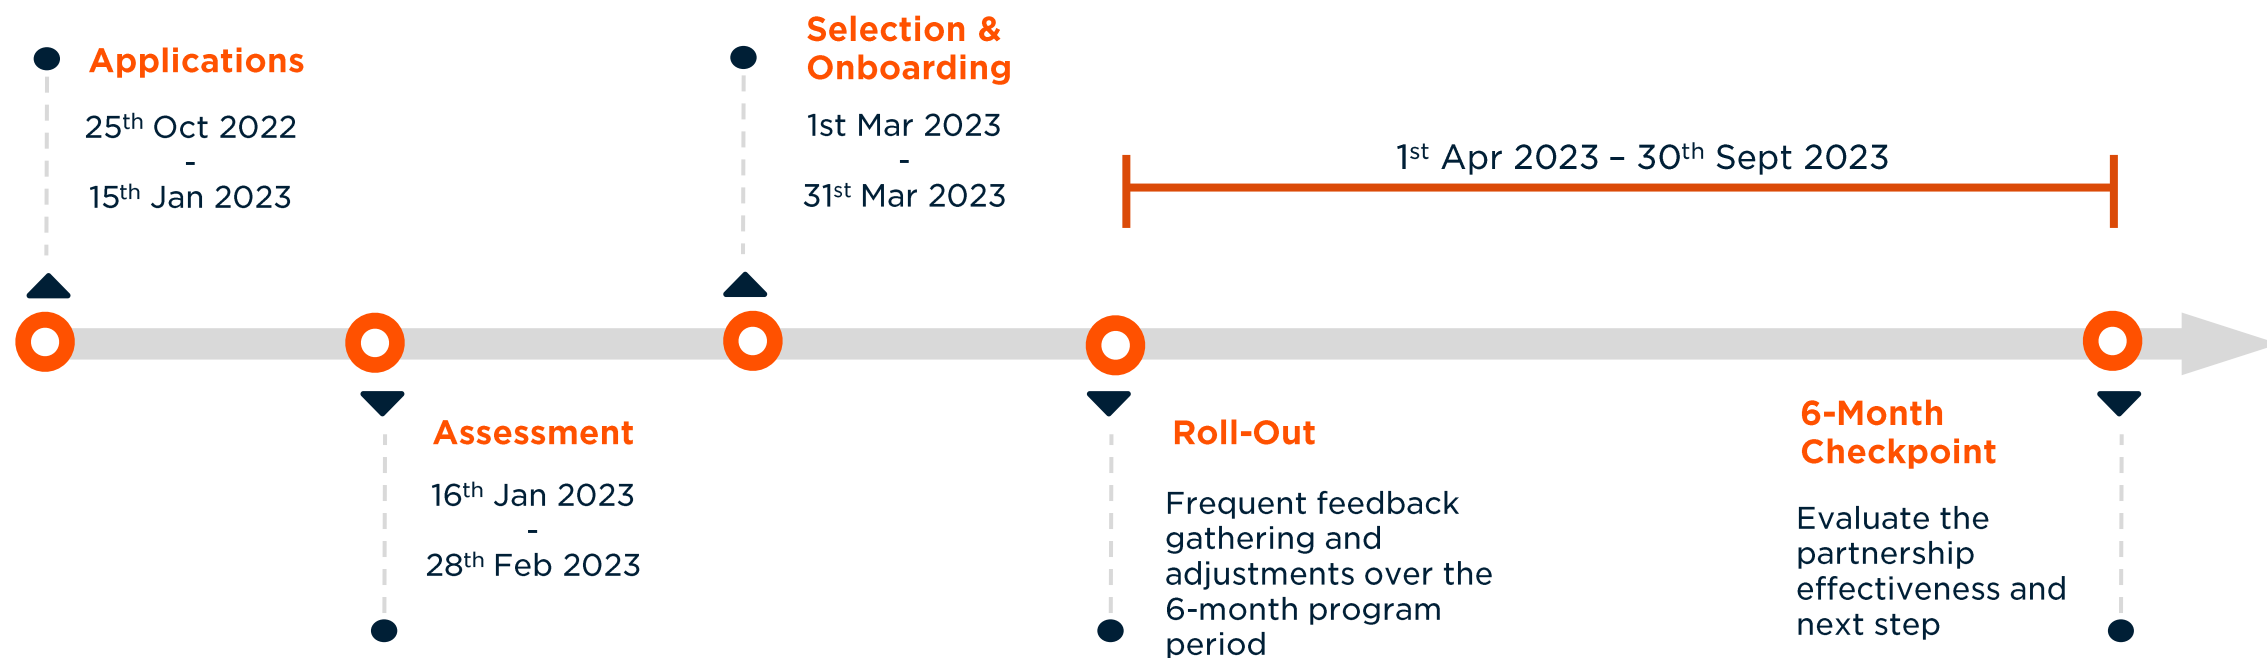 Applications
25th Oct 2022
-
15th Jan 2023
Assessment
16th Jan 2023
-
28th Feb 2023
Selection &
Onboarding
1st Mar 2023
-
31st Mar 2023
1st Apr 2023 – 30th Sept 2023
Roll-Out
Frequent feedback
gathering and
adjustments over the
6-month program
period
6-Month
Checkpoint
Evaluate the
partnership
effectiveness and
next step